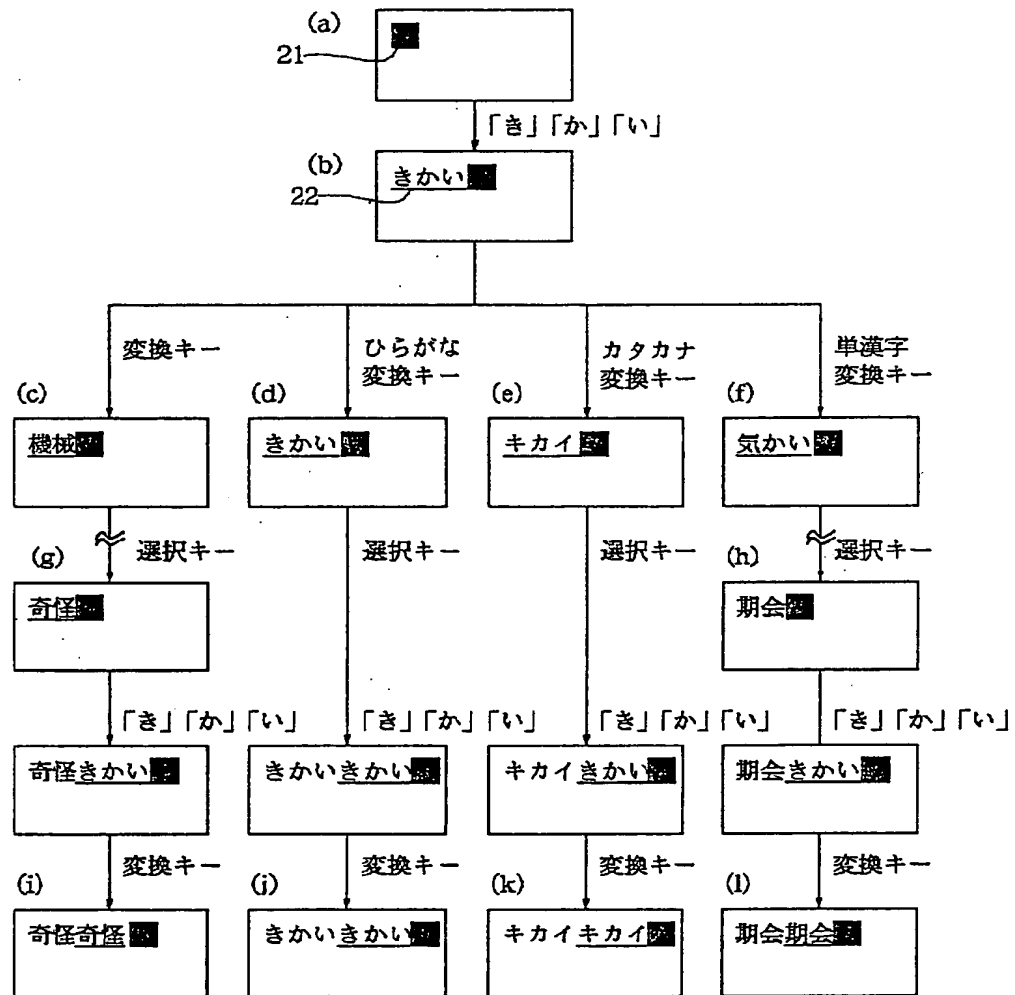 (a)
21
「き」「か」「い」
(b)
きかい
22
変換キー
ひらがな
変換キー
カタカナ
変換キー
単漢字
変換キー
(c)
機械
(d)
きかい
(e)
キカイ
(f)
気かい
選択キー
選択キー
選択キー
選択キー
(g)
奇怪
(h)
期会
「き」「か」「い」
「き」「か」「い」
「き」「か」「い」
「き」「か」「い」
奇怪きかい
きかいきかい
キカイきかい
期会きかい
変換キー
変換キー
変換キー
変換キー
(i)
奇怪奇怪
(j)
きかいきかい
(k)
キカイキカイ
(l)
期会期会